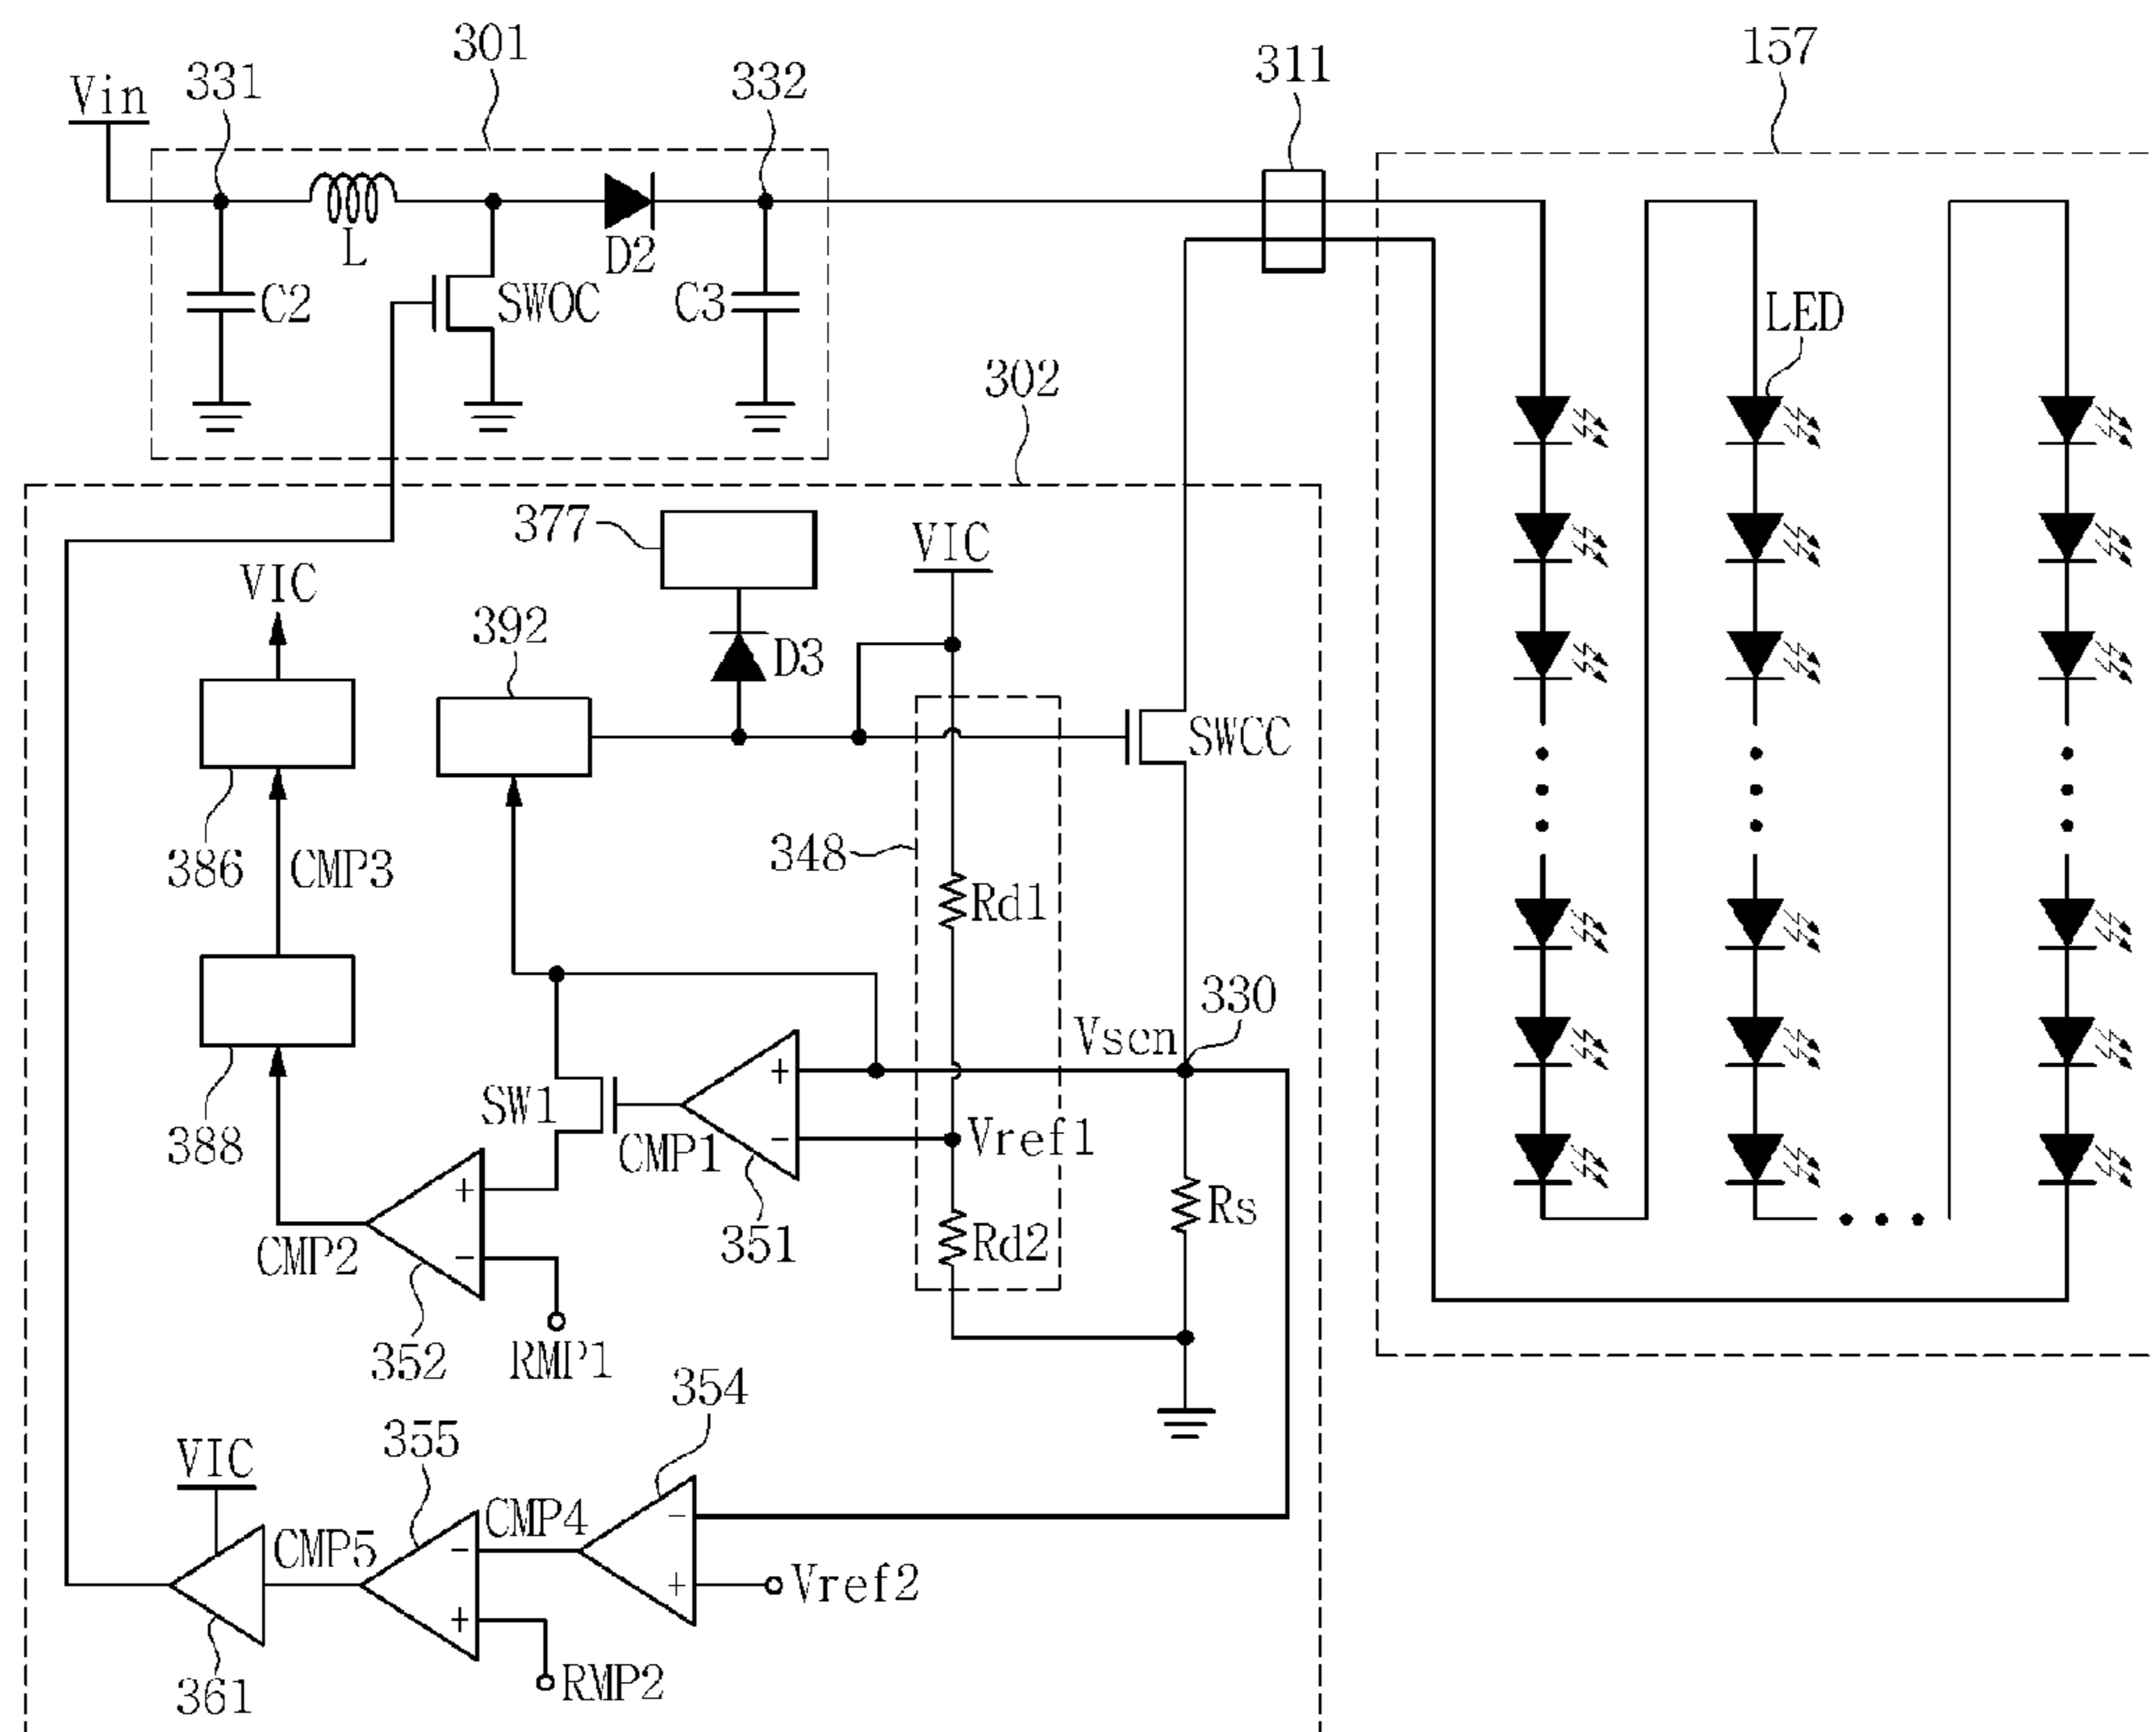 301
157
331
332
311
Vin
L
D2
C2
SWOC
C3
LED
302
377
VIC
VIC
392
D3
SWCC
348
386
CMP3
Rd1
330
Vscn
+
SW1
-
Vref1
CMP1
388
+
351
Rs
Rd2
CMP2
-
352
RMP1
354
355
VIC
CMP4
-
CMP5
-
+
Vref2
+
RMP2
361